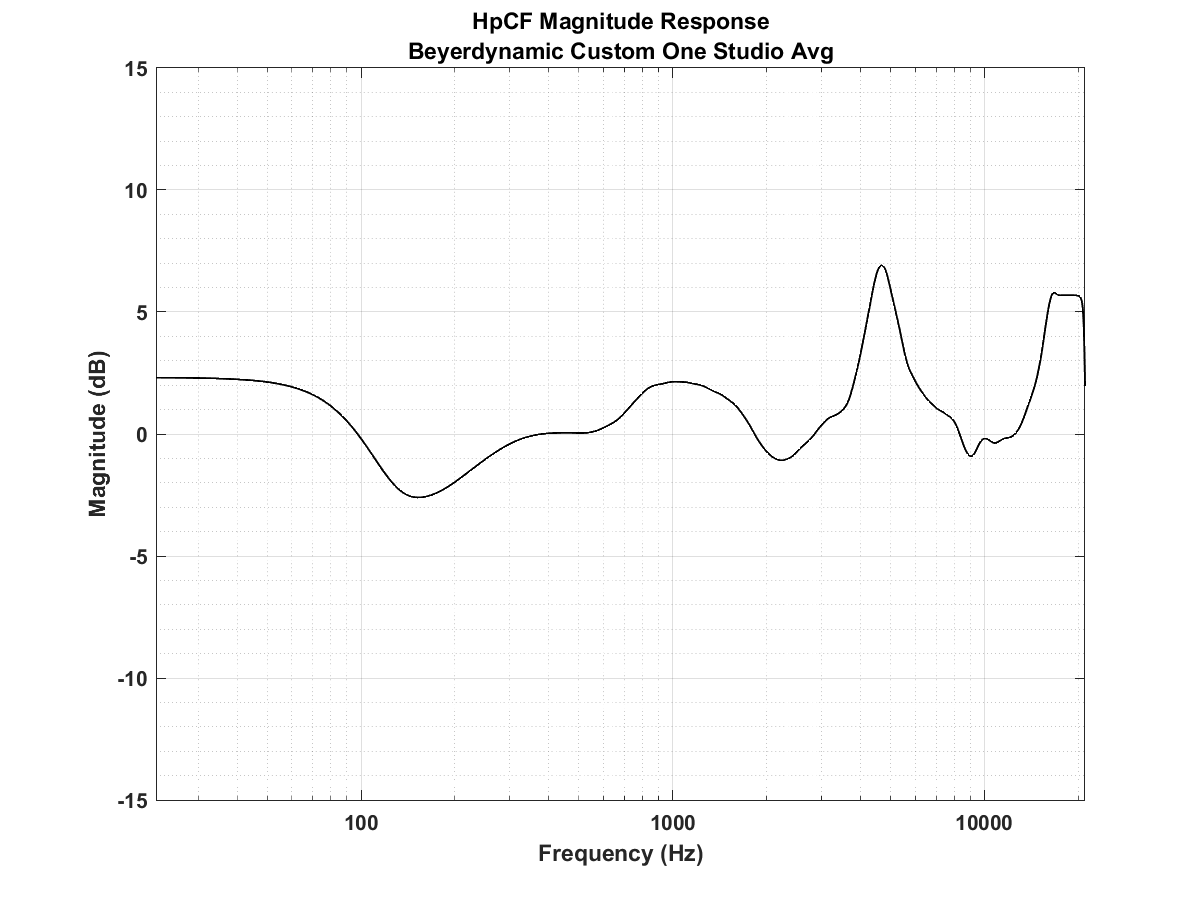 HpCF Magnitude Response
Beyerdynamic Custom One Studio Avg
15
10
5
0
-5
-10
-15
Magnitude (dB)
100
1000
10000
Frequency (Hz)